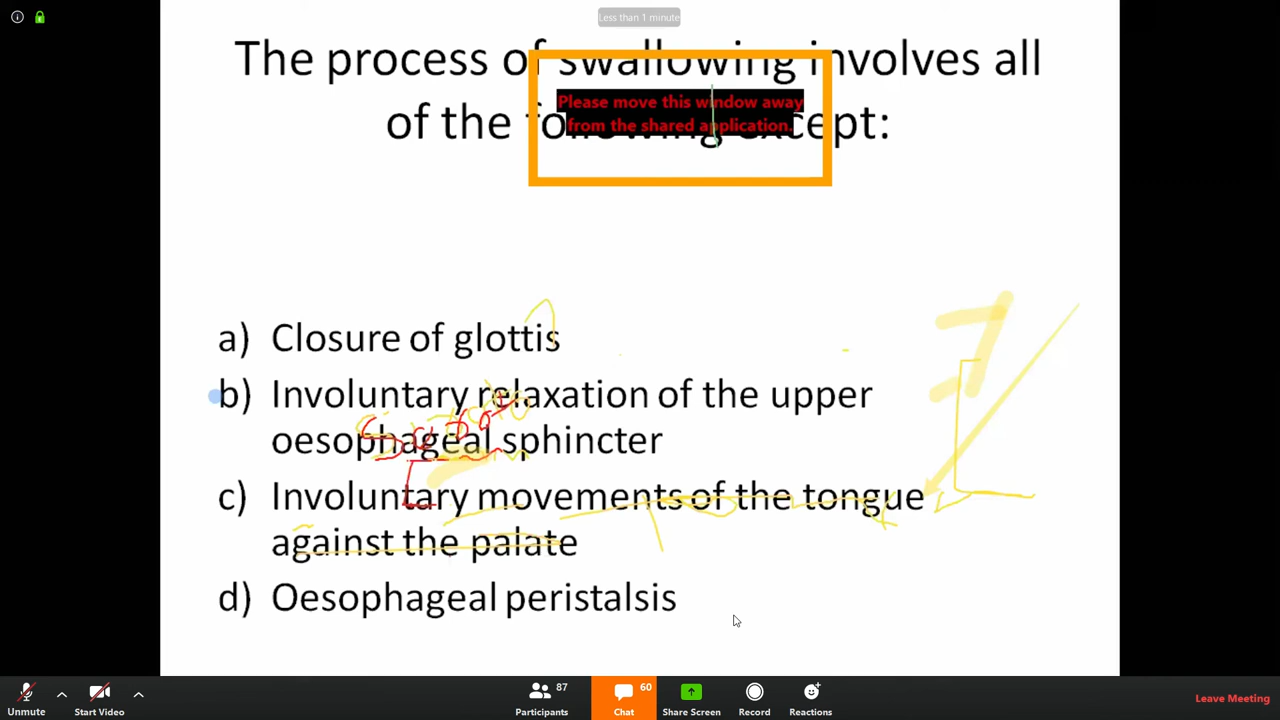 Less than 1 minute
The process of swallowing involves all
of the following except:
Please move this window away
from the shared application.
a) Closure of glottis
b) Involuntary relaxation of the upper
oesophageal sphincter
c) Involuntary movements of the tongue
against the palate
d) Oesophageal peristalsis
87
60
Unmute
Start Video
Participants
Chat
Share Screen
Record
Reactions
Leave Meeting